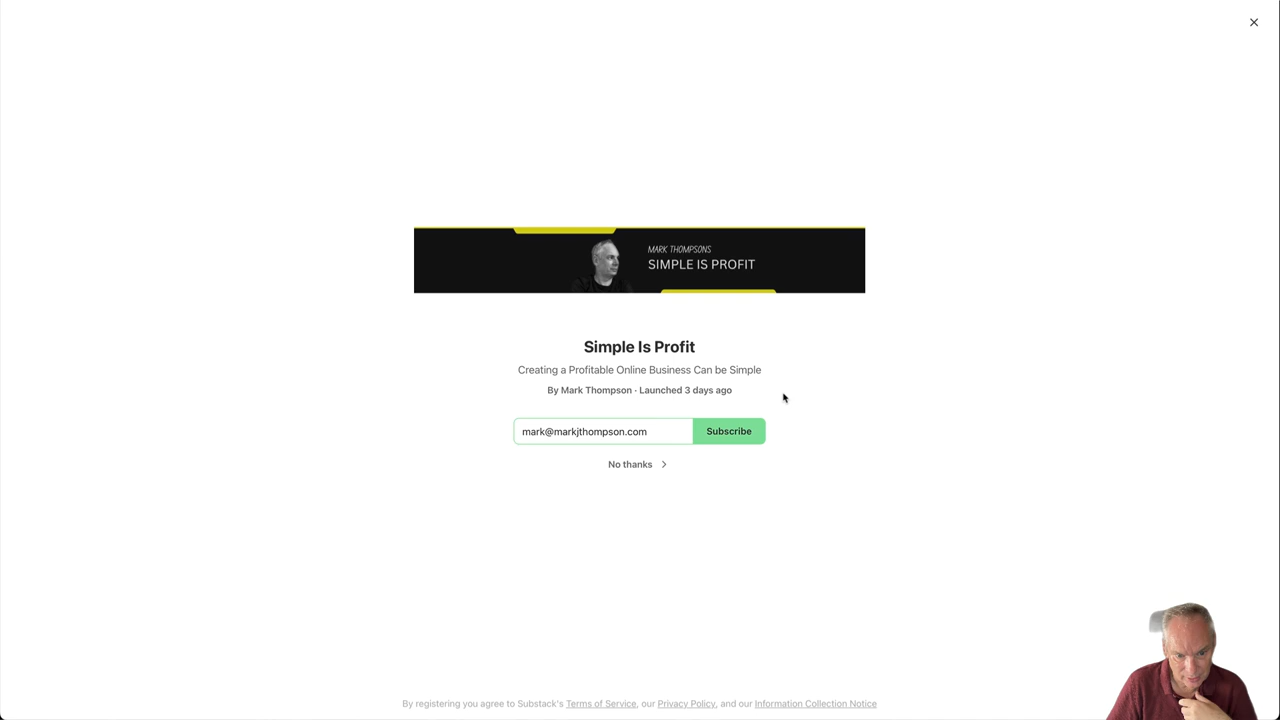 MARK THOMPSONS
SIMPLE IS PROFIT
Simple Is Profit
Creating a Profitable Online Business Can be Simple
By Mark Thompson · Launched 3 days ago
mark@markjthompson.com Subscribe
No thanks
By registering you agree to Substack's Terms of Service, our Privacy Policy, and our Information Collection Notice